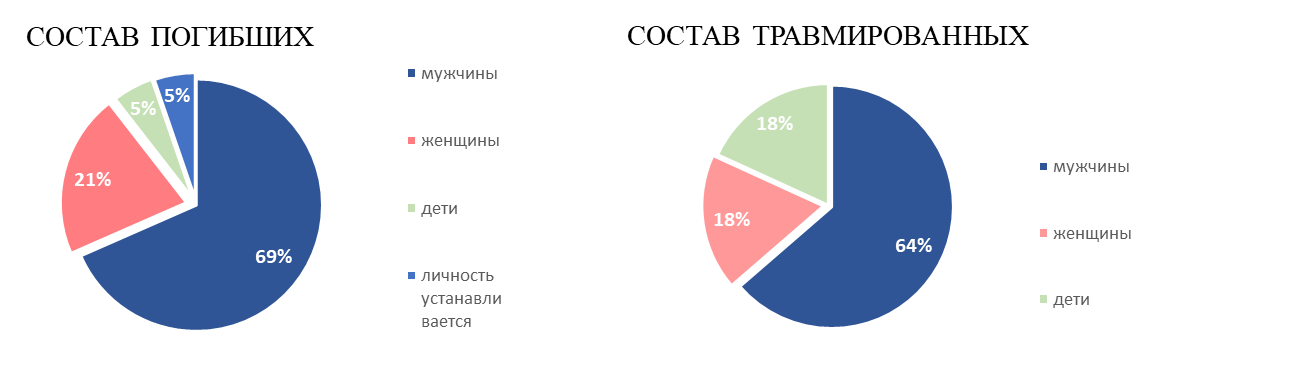 СОСТАВ ПОГИБШИХ
5%
5%
21%
69%
мужчины
женщины
дети
личность
устанавли
вается
СОСТАВ ТРАВМИРОВАННЫХ
18%
18%
64%
мужчины
женщины
дети